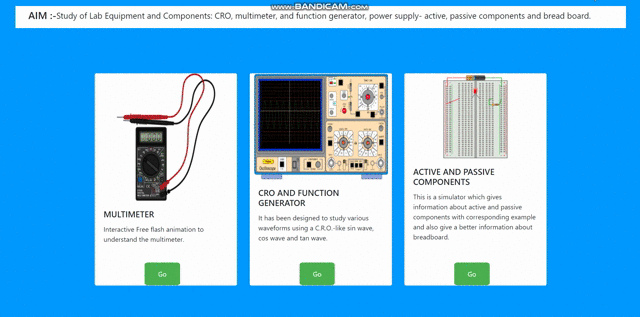 www.BANDICAM.com
AIM :-Study of Lab Equipment and Components: CRO, multimeter, and function generator, power supply- active, passive components and bread board.
MULTIMETER
Interactive Free flash animation to
understand the multimeter.
Go
CRO AND FUNCTION
GENERATOR
It has been designed to study various
waveforms using a C.R.O.-like sin wave,
cos wave and tan wave.
Go
ACTIVE AND PASSIVE
COMPONENTS
This is a simulator which gives
information about active and passive
components with corresponding example
and also give a better information about
breadboard.
Go